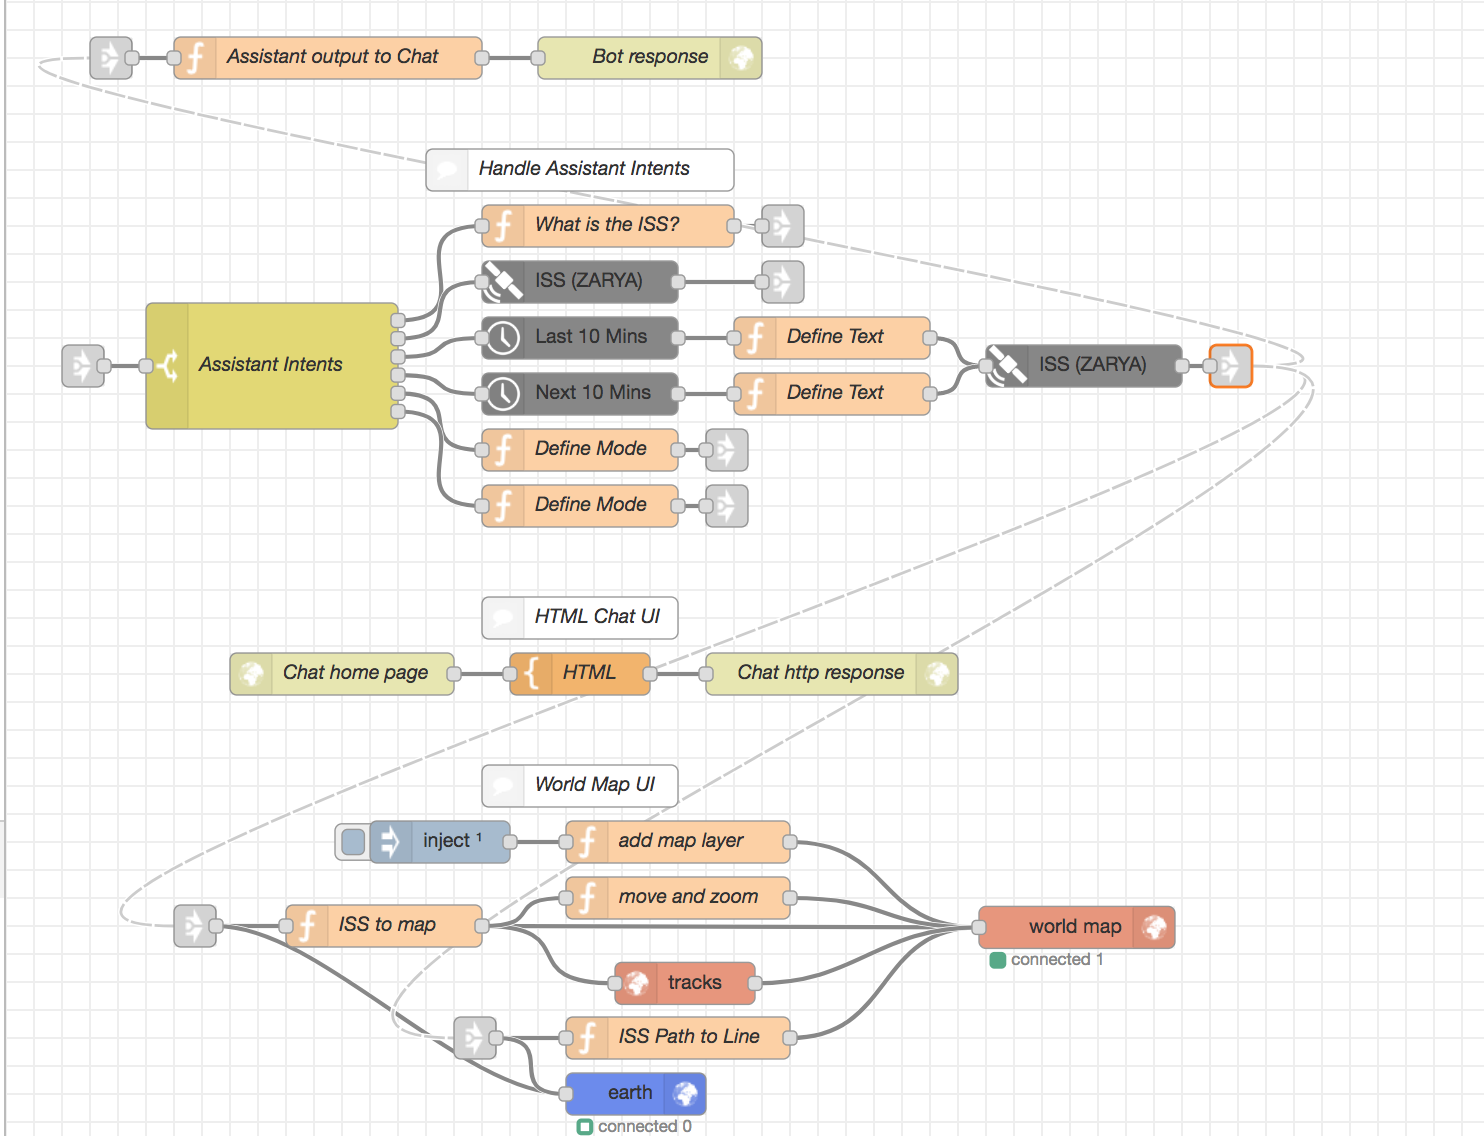 Assistant output to Chat
Bot response
Handle Assistant Intents
What is the ISS?
ISS (ZARYA)
Last 10 Mins
Define Text
Assistant Intents
ISS (ZARYA)
Next 10 Mins
Define Text
Define Mode
Define Mode
HTML Chat UI
Chat home page
HTML
Chat http response
World Map UI
inject ¹
add map layer
move and zoom
ISS to map
world map
connected 1
tracks
ISS Path to Line
earth
connected 0